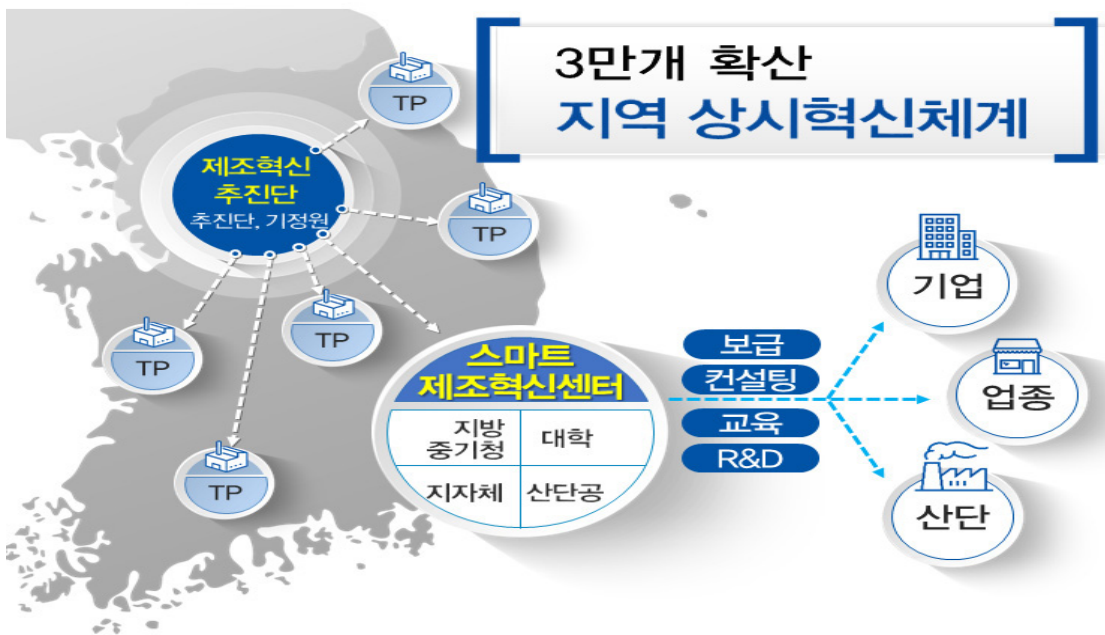 3만개 확산
지역 상시혁신체계
TP
제조혁신
추진단
추진단, 기정원
TP
TP
TP
TP
스마트
제조혁신센터
지방
중기청
대학
지자체
산단공
보급
컨설팅
교육
R&D
기업
업종
산단